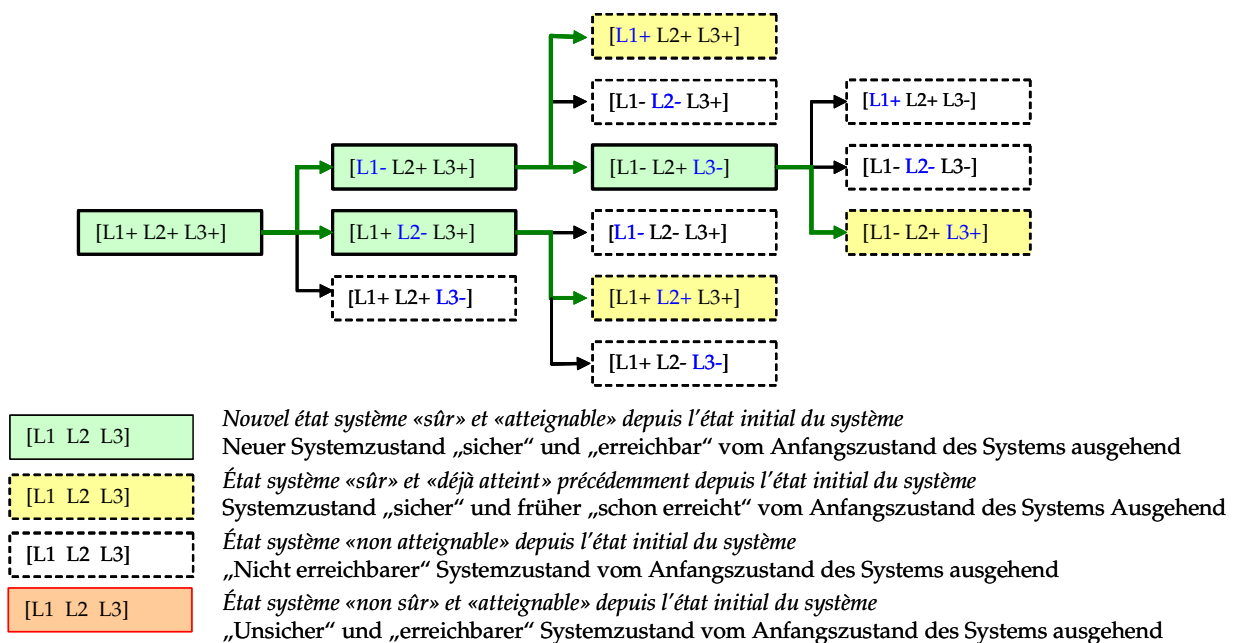 [L1+ L2+ L3+]
[L1- L2- L3+]
[L1+ L2+ L3-]
[L1- L2+ L3+]
[L1- L2+ L3-]
[L1- L2- L3-]
[L1+ L2+ L3+]
[L1+ L2- L3+]
[L1- L2- L3+]
[L1- L2+ L3+]
[L1+ L2+ L3-]
[L1+ L2+ L3+]
[L1+ L2- L3-]
[L1 L2 L3]
Nouvel état système «sûr» et «atteignable» depuis l'état initial du système
Neuer Systemzustand „sicher“ und „erreichbar“ vom Anfangszustand des Systems ausgehend
[L1 L2 L3]
État système «sûr» et «déjà atteint» précédemment depuis l'état initial du système
Systemzustand „sicher“ und früher „schon erreicht“ vom Anfangszustand des Systems Ausgehend
[L1 L2 L3]
État système «non atteignable» depuis l'état initial du système
„Nicht erreichbarer“ Systemzustand vom Anfangszustand des Systems ausgehend
[L1 L2 L3]
État système «non sûr» et «atteignable» depuis l'état initial du système
„Unsicher“ und „erreichbarer“ Systemzustand vom Anfangszustand des Systems ausgehend